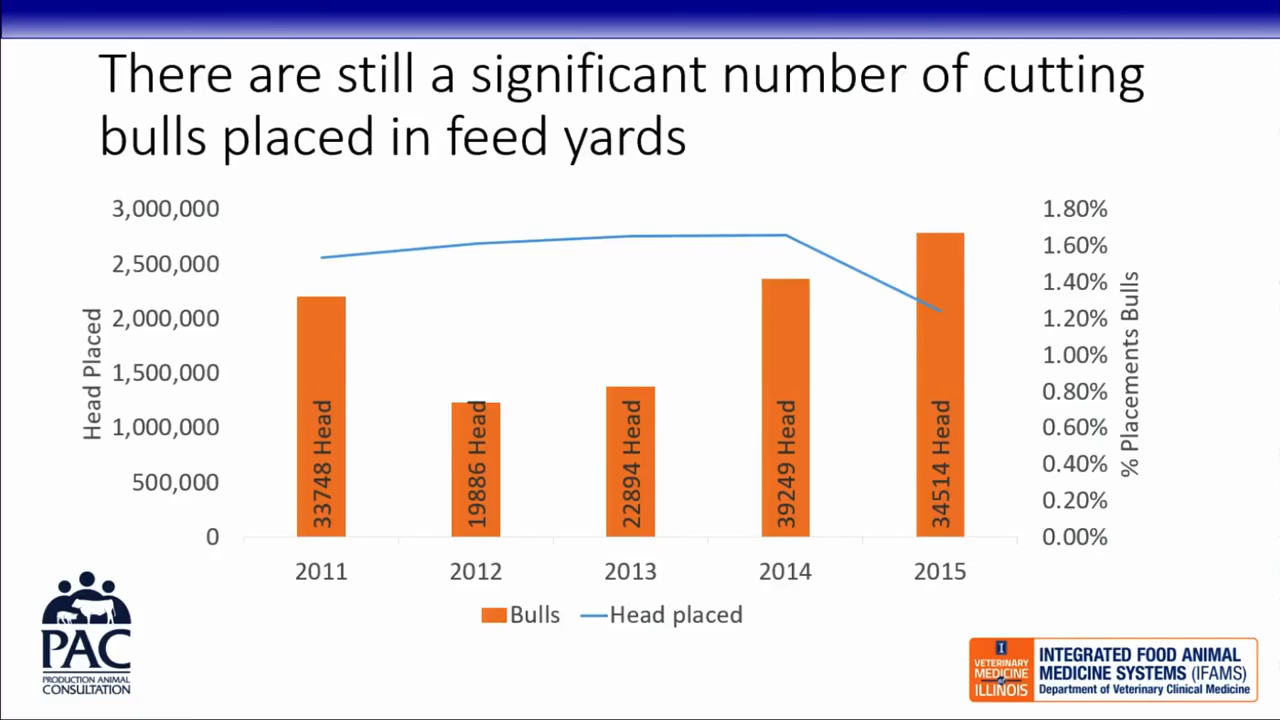 There are still a significant number of cutting
bulls placed in feed yards
3,000,000
2,500,000
2,000,000
1,500,000
1,000,000
500,000
0
Head Placed
33748 Head
19886 Head
22894 Head
39249 Head
34514 Head
1.80%
1.60%
1.40%
1.20%
1.00%
0.80%
0.60%
0.40%
0.20%
0.00%
% Placements Bulls
2011 2012 2013 2014 2015
Bulls Head placed
PAC
PRODUCTION ANIMAL
CONSULTATION
I
VETERINARY
MEDICINE
at
ILLINOIS
INTEGRATED FOOD ANIMAL
MEDICINE SYSTEMS (IFAMS)
Department of Veterinary Clinical Medicine